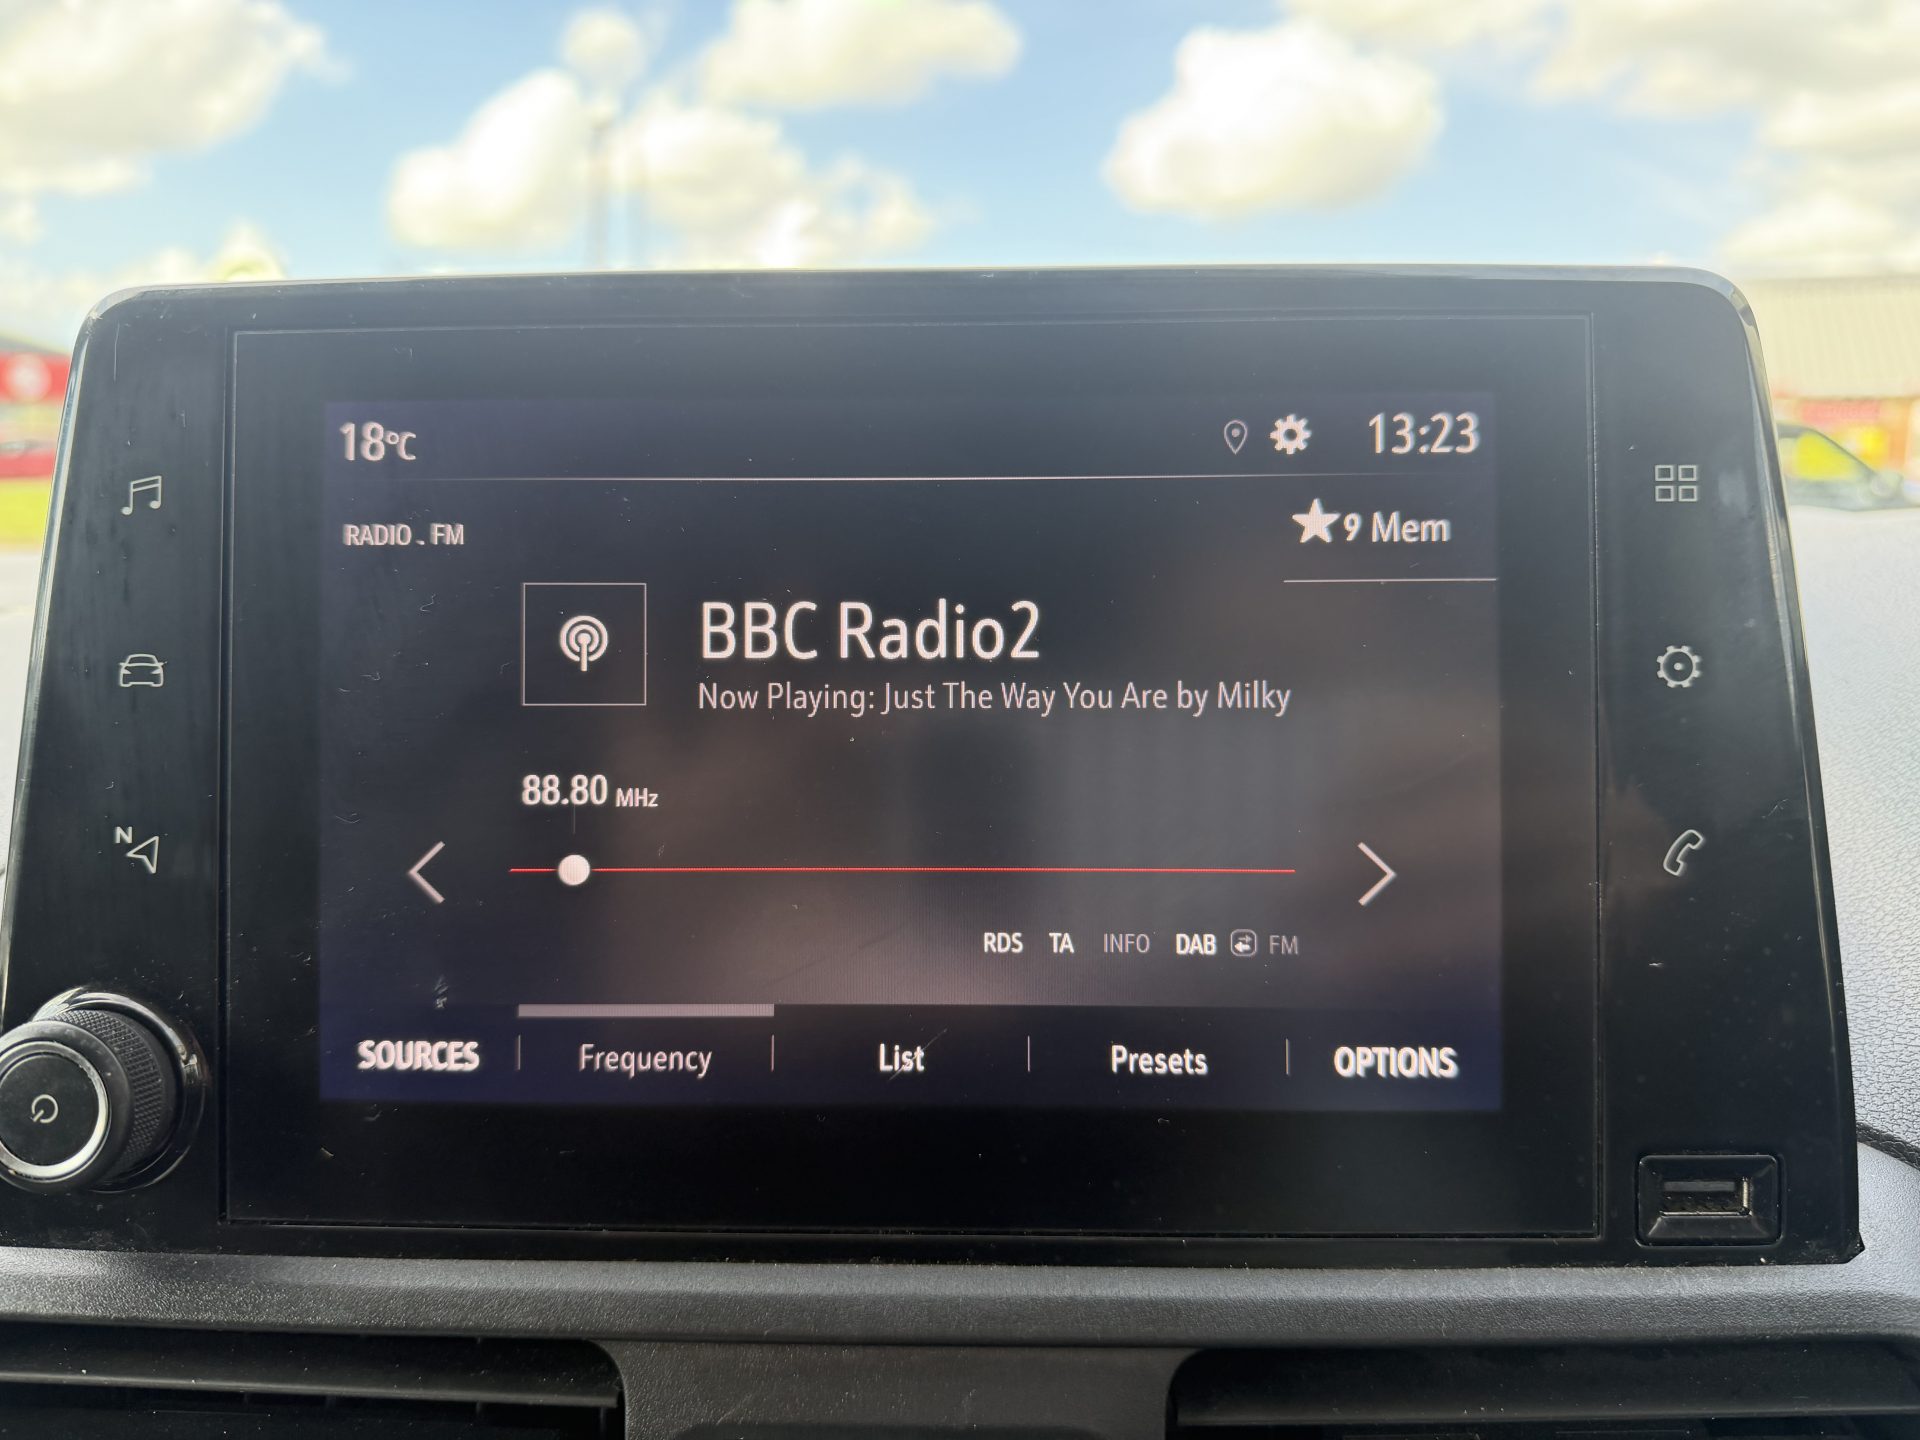 18°C 13:23
RADIO . FM
9 Mem
BBC Radio2
Now Playing: Just The Way You Are by Milky
88.80 MHz
N
RDS TA INFO DAB FM
SOURCES Frequency List Presets OPTIONS